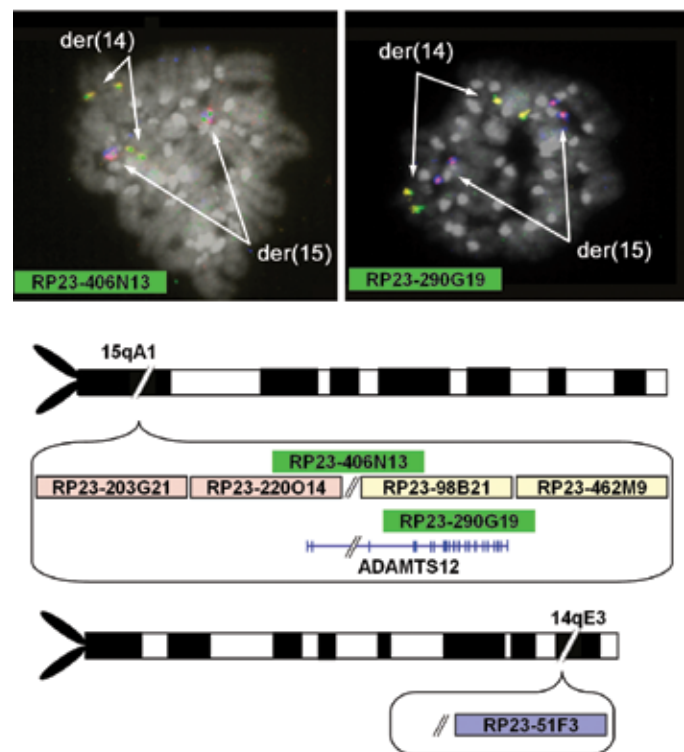 der(14)
der(14)
der(15)
der(15)
RP23-406N13
RP23-290G19
15qA1
RP23-406N13
RP23-203G21 RP23-220O14 // RP23-98B21 RP23-462M9
RP23-290G19
//
ADAMTS12
14qE3
// RP23-51F3